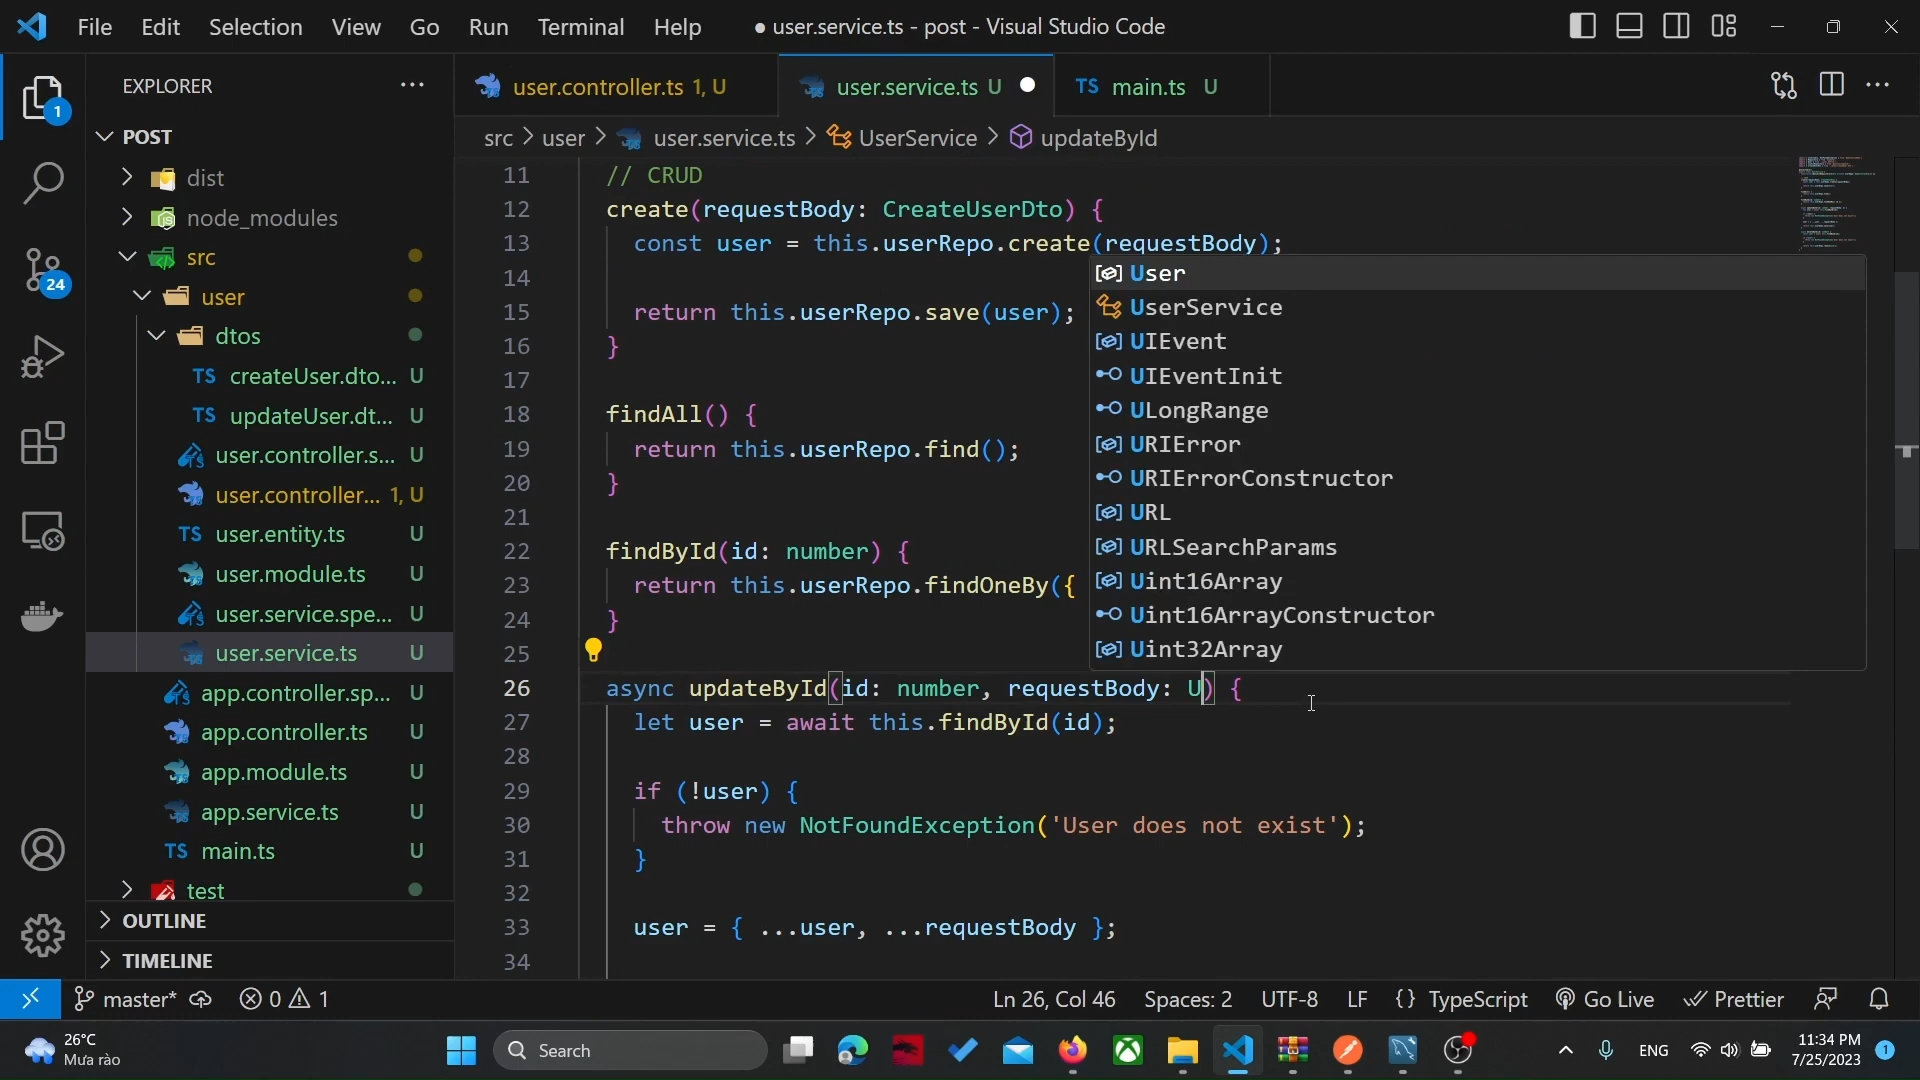 File Edit Selection View Go Run Terminal Help
● user.service.ts - post - Visual Studio Code
EXPLORER
1
24
POST
dist
node_modules
src
user
dtos
TS createUser.dto... U
TS updateUser.dt... U
user.controller.s... U
user.controller... 1, U
TS user.entity.ts U
user.module.ts U
user.service.spe... U
user.service.ts U
app.controller.sp... U
app.controller.ts U
app.module.ts U
app.service.ts U
TS main.ts U
test
OUTLINE
TIMELINE
user.controller.ts 1, U
user.service.ts U
TS main.ts U
src > user > user.service.ts > UserService > updateById
11 // CRUD
12 create(requestBody: CreateUserDto) {
13 const user = this.userRepo.create(requestBody);
14
15 return this.userRepo.save(user);
16 }
17
18 findAll() {
19 return this.userRepo.find();
20 }
21
22 findById(id: number) {
23 return this.userRepo.findOneBy({
24 }
25
26 async updateById(id: number, requestBody: U) {
27 let user = await this.findById(id);
28
29 if (!user) {
30 throw new NotFoundException('User does not exist');
31 }
32
33 user = { ...user, ...requestBody };
34
User
UserService
UIEvent
UIEventInit
ULongRange
URIError
URIErrorConstructor
URL
URLSearchParams
Uint16Array
Uint16ArrayConstructor
Uint32Array
master* 0 1
Ln 26, Col 46 Spaces: 2 UTF-8 LF {} TypeScript Go Live Prettier
26°C
Mưa rào
Search
ENG
11:34 PM
7/25/2023
1